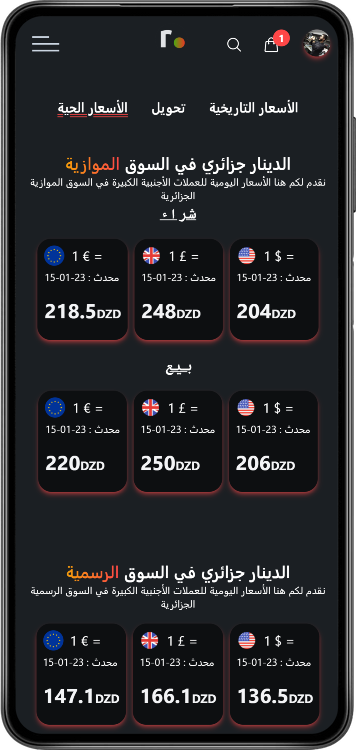 1
الأسعار التاريخية
تحويل
الأسعار الحية
الدينار جزائري في السوق الموازية
نقدم لكم هنا الأسعار اليومية للعملات الأجنبية الكبيرة في السوق الموازية
الجزائرية
شراء
1 $ =
محدث : 23-01-15
204DZD
1 £ =
محدث : 23-01-15
248DZD
1 € =
محدث : 23-01-15
218.5DZD
بيع
1 $ =
محدث : 23-01-15
206DZD
1 £ =
محدث : 23-01-15
250DZD
1 € =
محدث : 23-01-15
220DZD
الدينار جزائري في السوق الرسمية
نقدم لكم هنا الأسعار اليومية للعملات الأجنبية الكبيرة في السوق الرسمية
الجزائرية
1 $ =
محدث : 23-01-15
136.5DZD
1 £ =
محدث : 23-01-15
166.1DZD
1 € =
محدث : 23-01-15
147.1DZD